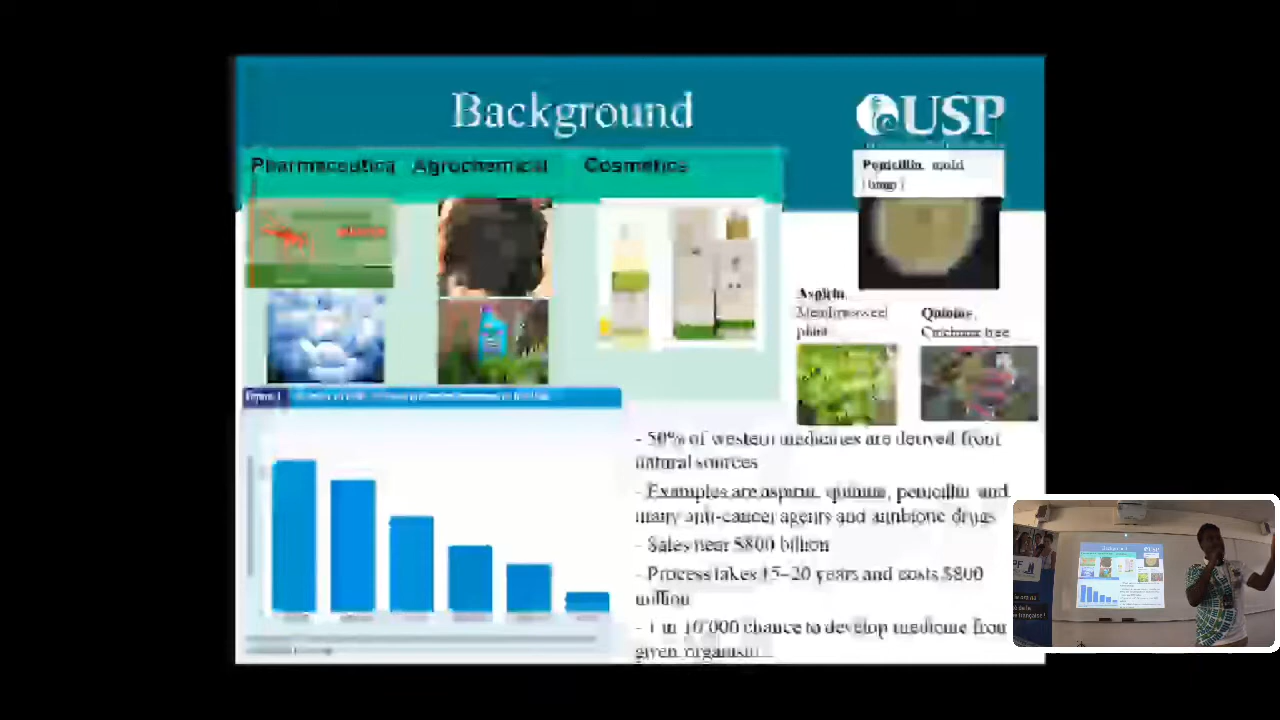 Background
USP
Pharmaceutica Agrochemical Cosmetics
Penicillin, mold
(fungi)
Aspirin,
Meadowsweet
plant
Quinine,
Cinchona tree
Figure 1
- 50% of western medicines are derived from
natural sources
- Examples are aspirin, quinine, penicillin and
many anti-cancer agents and antibiotic drugs
- Sales near $800 billion
- Process takes 15–20 years and costs $800
million
- 1 in 10 000 chance to develop medicine from
given organism...